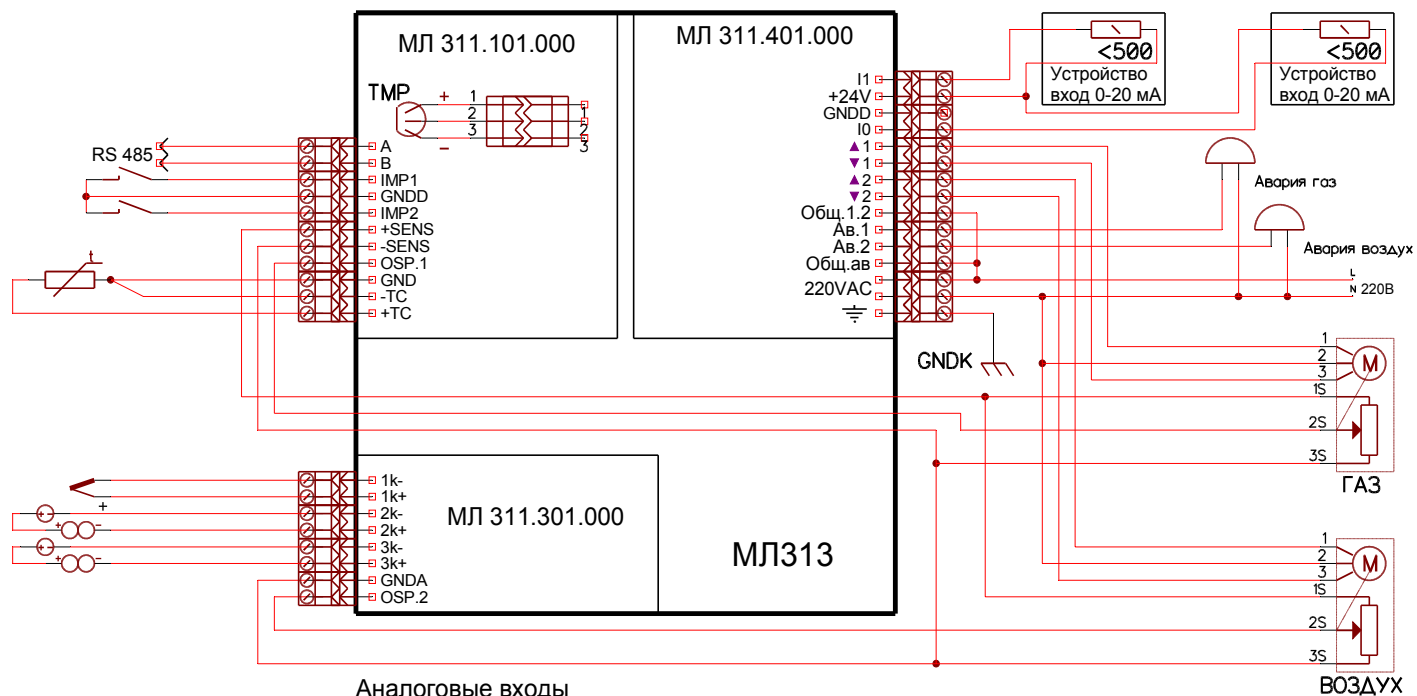 МЛ 311.101.000
МЛ 311.401.000
TMP
+
1
2
3
−
1
2
3
RS 485
A
B
IMP1
GNDD
IMP2
+SENS
-SENS
OSP.1
GND
-TC
+TC
t
I1
+24V
GNDD
I0
▲1
▼1
▲2
▼2
Общ.1.2
Ав.1
Ав.2
Общ.ав
220VAC
<500
Устройство
вход 0-20 мА
<500
Устройство
вход 0-20 мА
Авария газ
Авария воздух
L
N 220В
GNDK
1
2
3
M
1S
2S
3S
ГАЗ
1k-
1k+
2k-
2k+
3k-
3k+
GNDA
OSP.2
+
+
+ −
+
+ −
МЛ 311.301.000
МЛ313
1
2
3
M
1S
2S
3S
ВОЗДУХ
Аналоговые входы